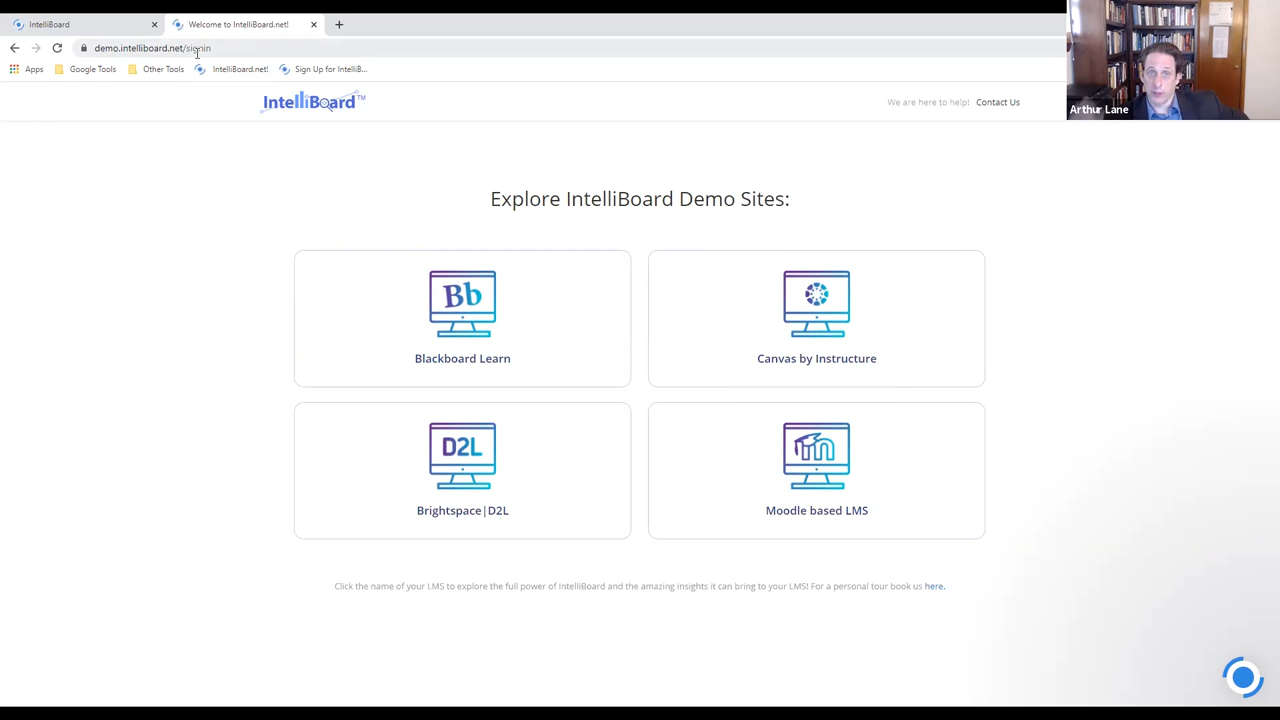 IntelliBoard
Welcome to IntelliBoard.net!
demo.intelliboard.net/signin
Apps
Google Tools
Other Tools
IntelliBoard.net!
Sign Up for IntelliB...
IntelliBoard™
We are here to help! Contact Us
Arthur Lane
Explore IntelliBoard Demo Sites:
Bb
Blackboard Learn
Canvas by Instructure
D2L
Brightspace|D2L
m
Moodle based LMS
Click the name of your LMS to explore the full power of IntelliBoard and the amazing insights it can bring to your LMS! For a personal tour book us here.